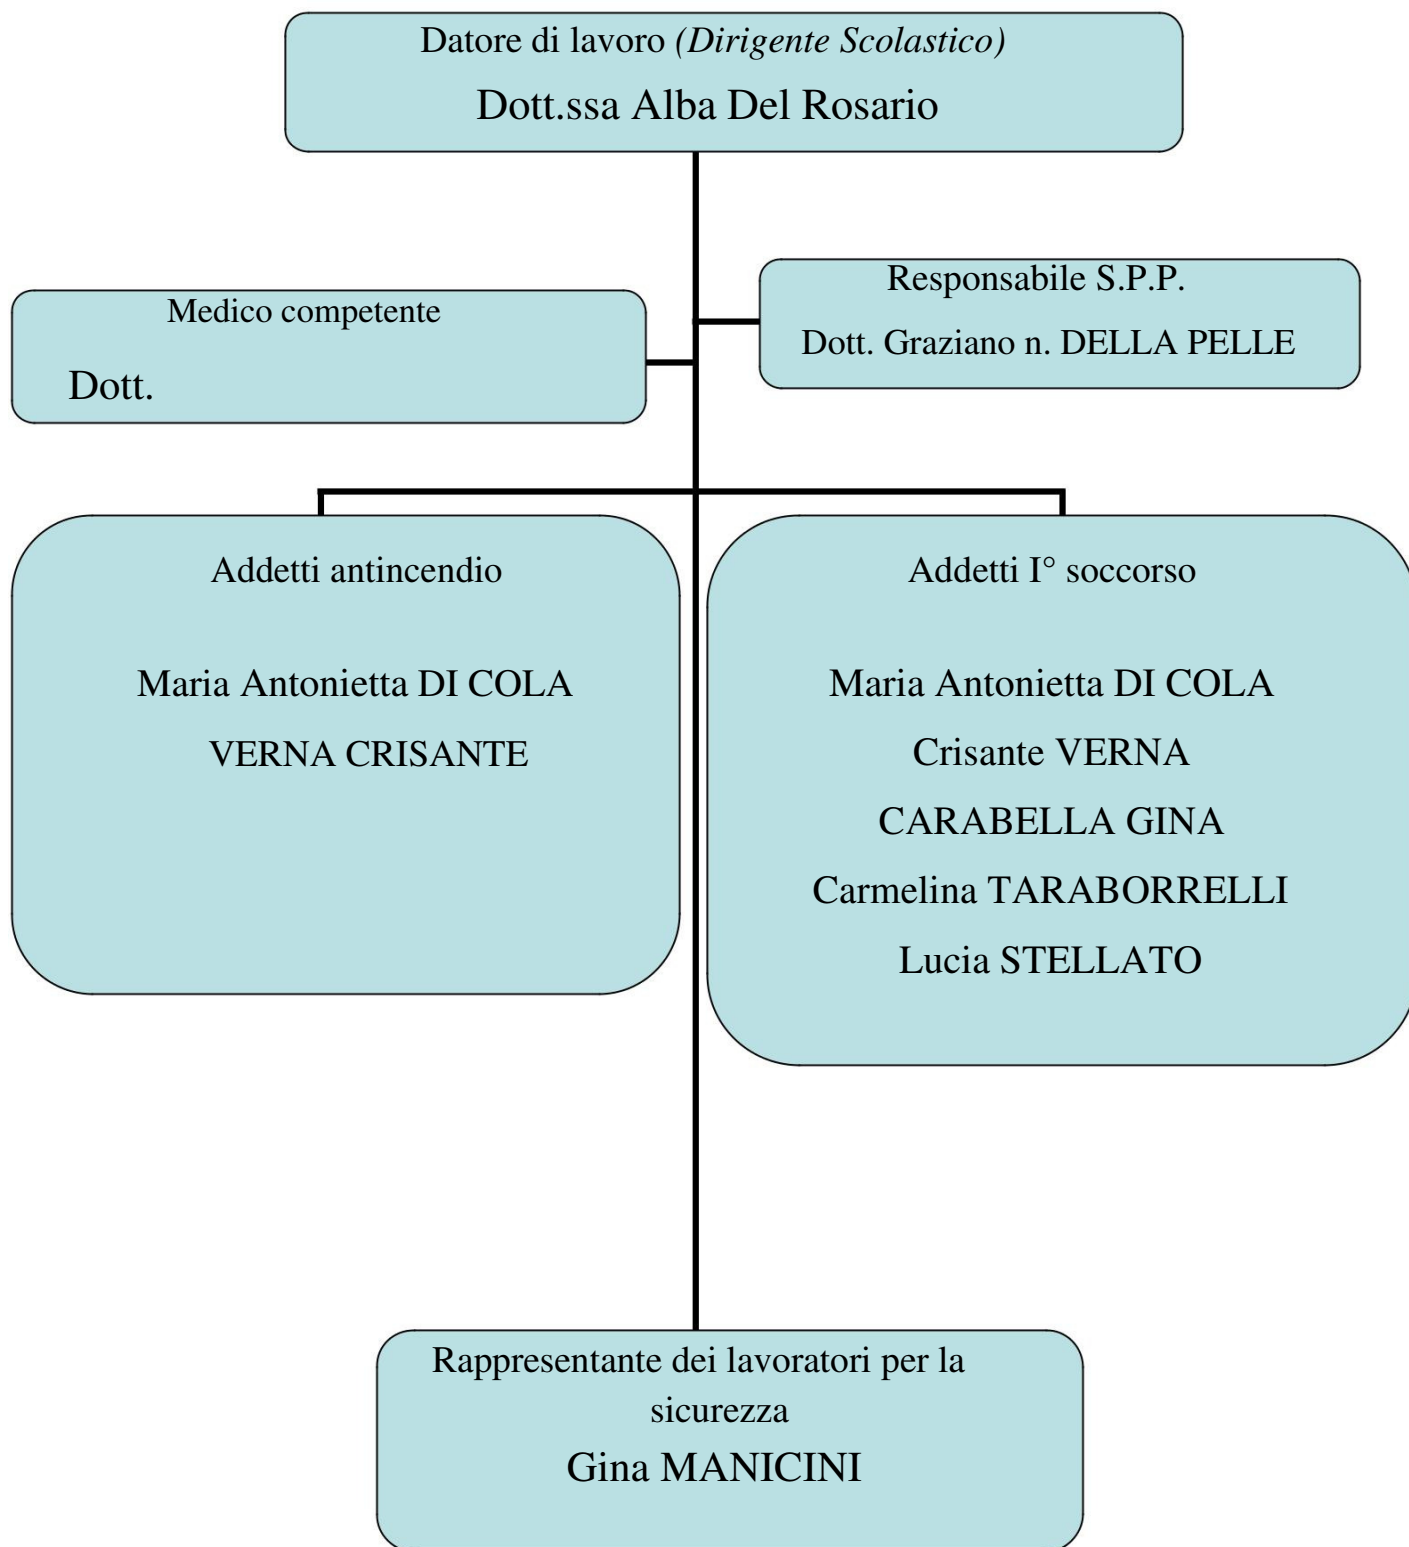 Datore di lavoro (Dirigente Scolastico)
Dott.ssa Alba Del Rosario
Medico competente
Dott.
Responsabile S.P.P.
Dott. Graziano n. DELLA PELLE
Addetti antincendio
Maria Antonietta DI COLA
VERNA CRISANTE
Addetti I° soccorso
Maria Antonietta DI COLA
Crisante VERNA
CARABELLA GINA
Carmelina TARABORRELLI
Lucia STELLATO
Rappresentante dei lavoratori per la
sicurezza
Gina MANICINI